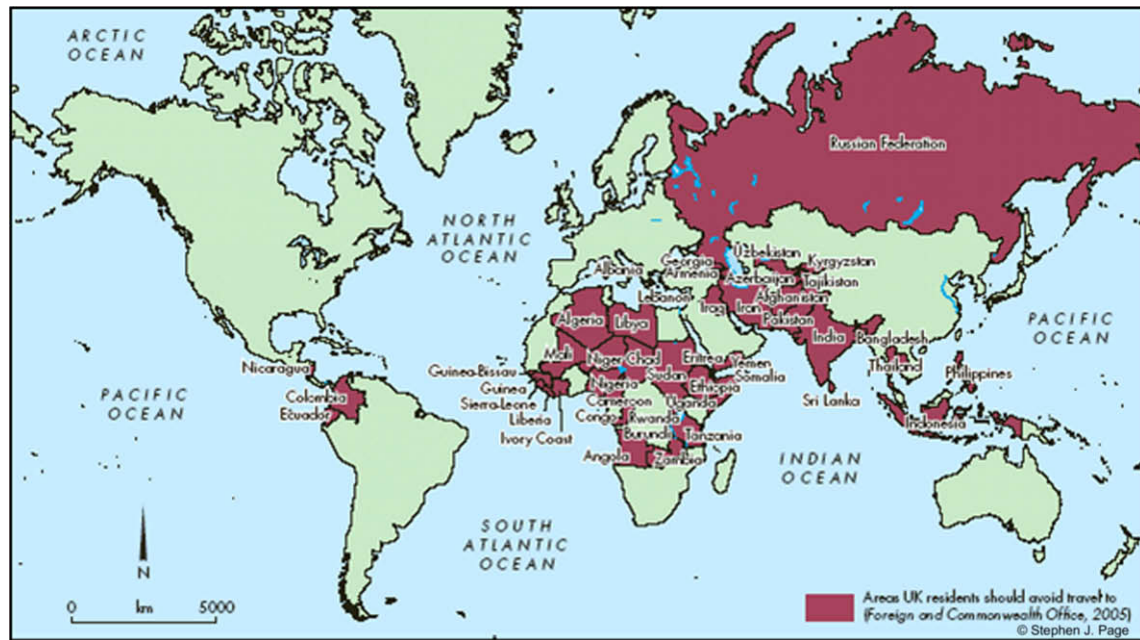 ARCTIC
OCEAN
Russian Federation
NORTH
ATLANTIC
OCEAN
Uzbekistan
Georgia
Kyrgyzstan
Albania
Armenia
Azerbaijan
Tajikistan
Lebanon
Afghanistan
Iraq
Iran
Algeria
Libya
Pakistan
PACIFIC
OCEAN
India
Bangladesh
Mali
Niger
Chad
Eritrea
Yemen
Thailand
Nicaragua
Guinea-Bissau
Sudan
Somalia
Philippines
Guinea
Nigeria
Ethiopia
PACIFIC
OCEAN
Colombia
Sierra-Leone
Cameroon
Uganda
Sri Lanka
Ecuador
Liberia
Congo
Rwanda
Indonesia
Ivory Coast
Burundi
Tanzania
Angola
Zambia
INDIAN
OCEAN
SOUTH
ATLANTIC
OCEAN
N
0 km 5000
Areas UK residents should avoid travel to
(Foreign and Commonwealth Office, 2005)
© Stephen J. Page